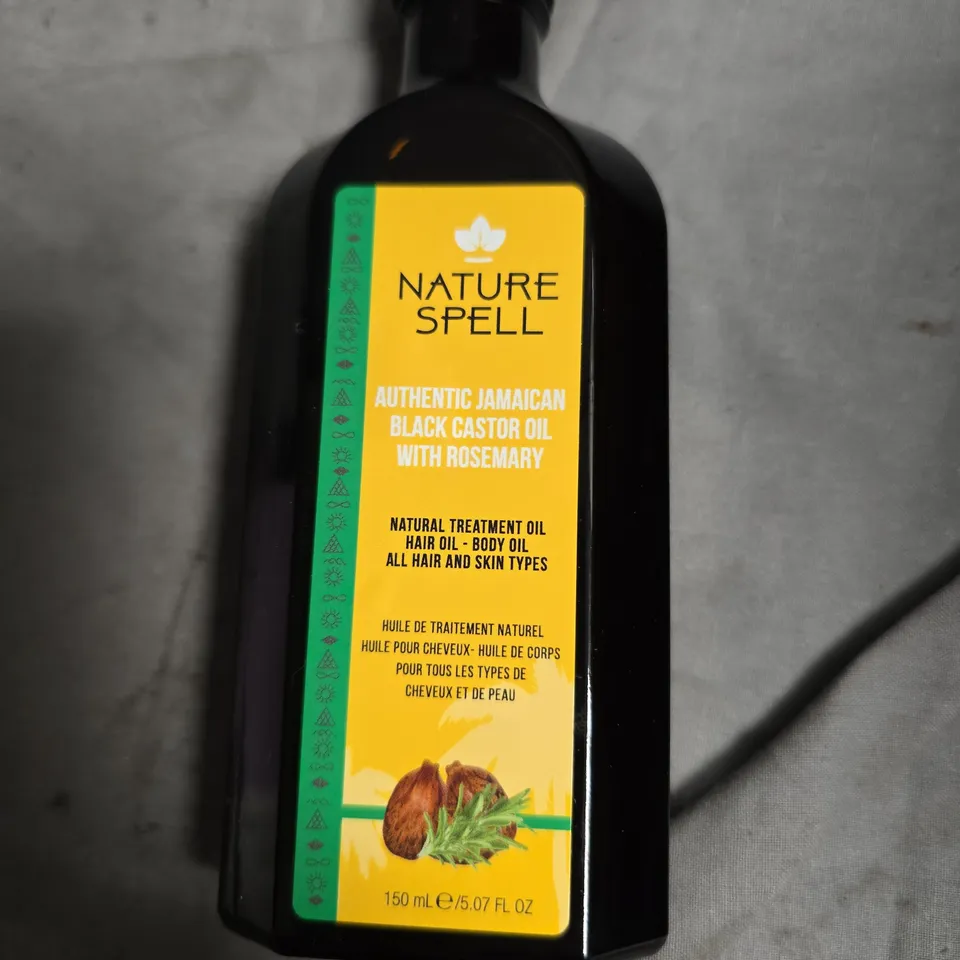 NATURE
SPELL
AUTHENTIC JAMAICAN
BLACK CASTOR OIL
WITH ROSEMARY
NATURAL TREATMENT OIL
HAIR OIL - BODY OIL
ALL HAIR AND SKIN TYPES
HUILE DE TRAITEMENT NATUREL
HUILE POUR CHEVEUX- HUILE DE CORPS
POUR TOUS LES TYPES DE
CHEVEUX ET DE PEAU
150 mL ℮/5.07 FL OZ